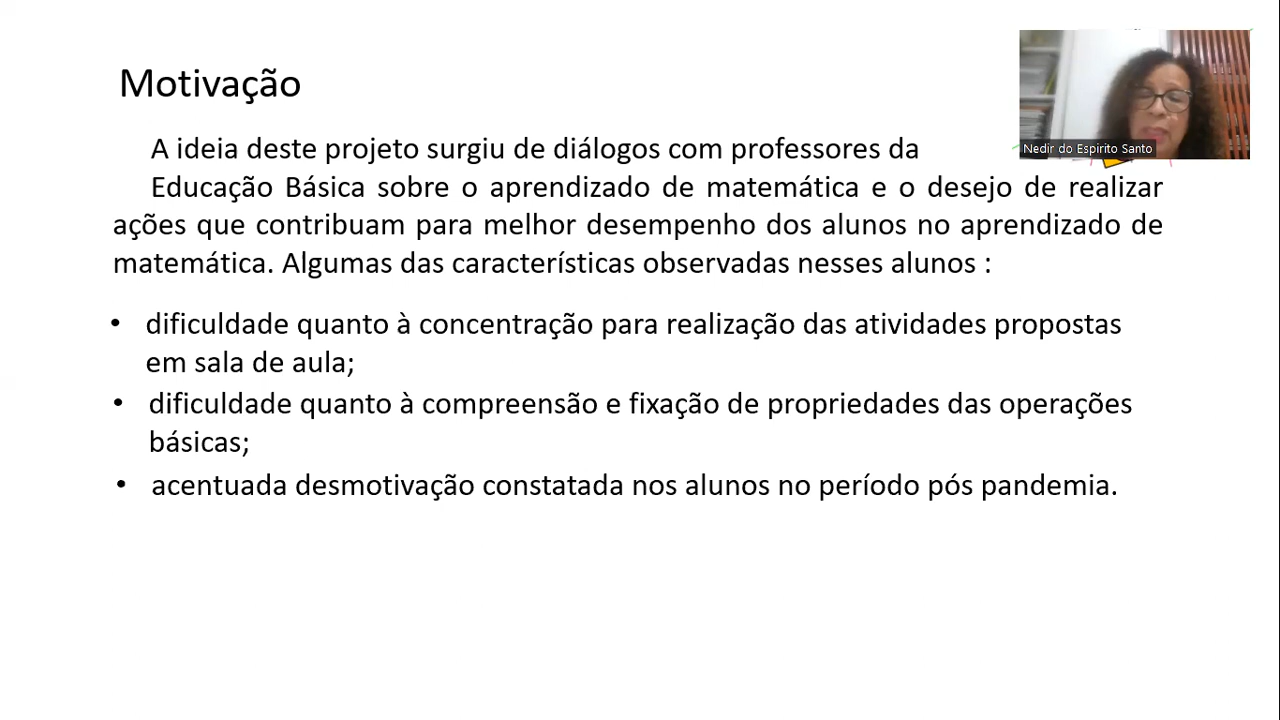 Motivação
Nedir do Espirito Santo
A ideia deste projeto surgiu de diálogos com professores da
Educação Básica sobre o aprendizado de matemática e o desejo de realizar
ações que contribuam para melhor desempenho dos alunos no aprendizado de
matemática. Algumas das características observadas nesses alunos :
• dificuldade quanto à concentração para realização das atividades propostas
em sala de aula;
• dificuldade quanto à compreensão e fixação de propriedades das operações
básicas;
• acentuada desmotivação constatada nos alunos no período pós pandemia.